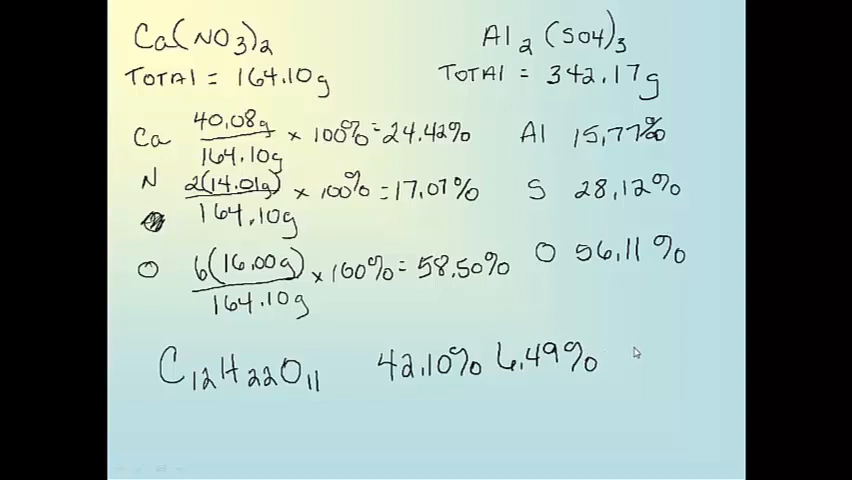 Ca(NO3)2 Al2(SO4)3
TOTAl = 164.10g TOTAl = 342.17g
Ca 40.08g/164.10g × 100% = 24.42% Al 15.77%
N 2(14.01g)/164.10g × 100% = 17.07% S 28.12%
O 6(16.00g)/164.10g × 100% = 58.50% O 56.11%
C12H22O11 42.10% 6.49%